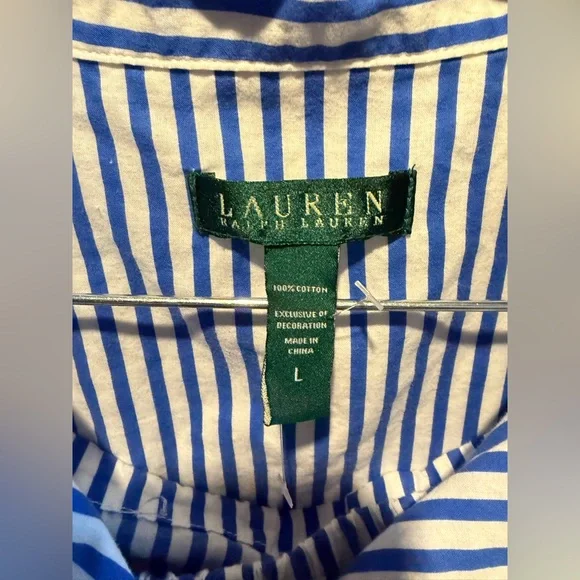 LAUREN
RALPH LAUREN
100% COTTON
EXCLUSIVE OF
DECORATION
MADE IN
CHINA
L